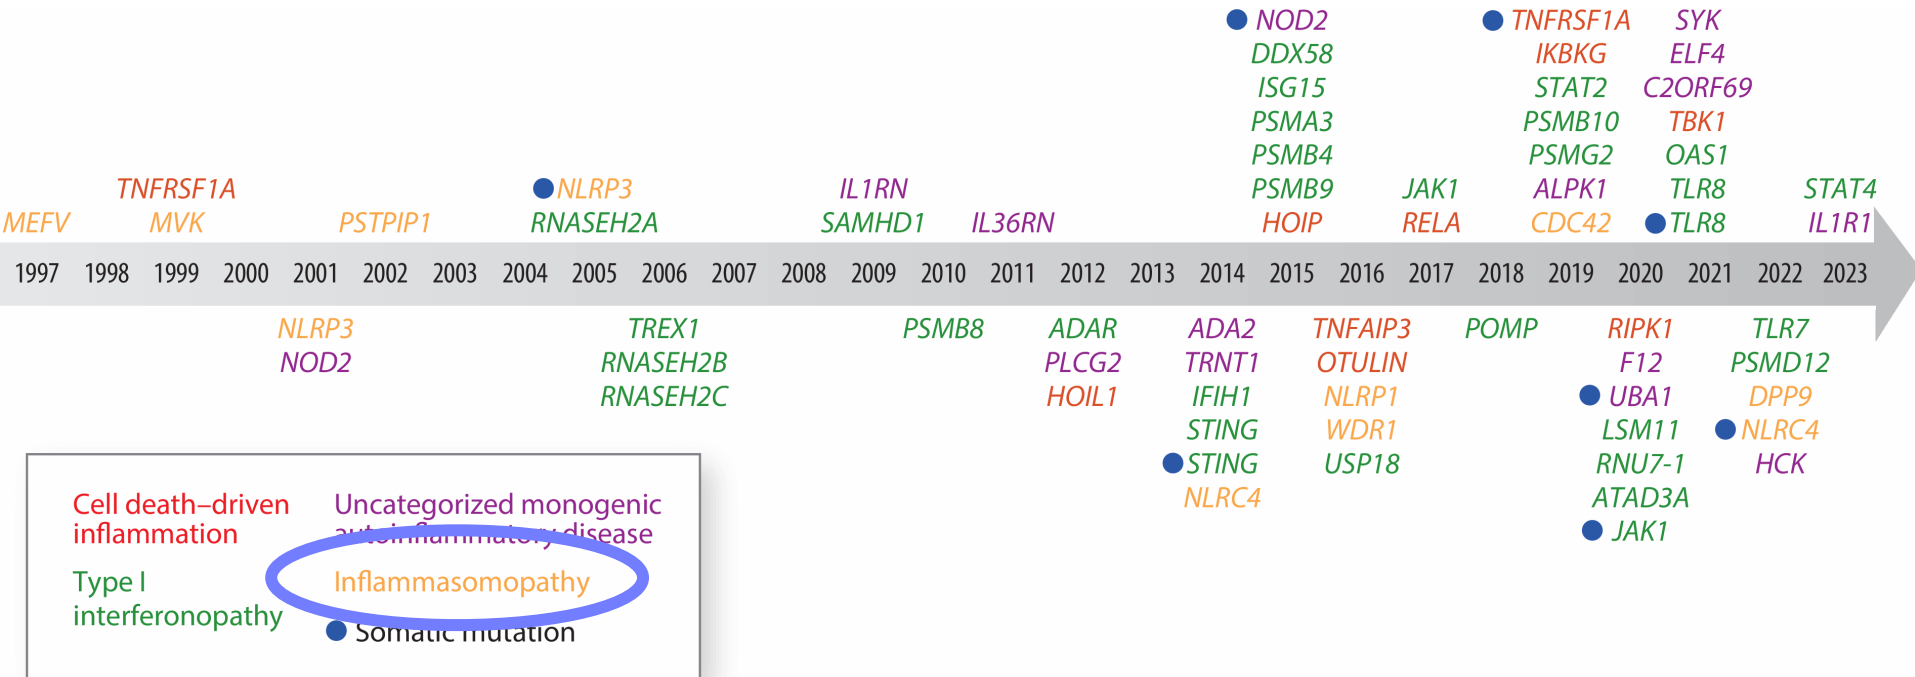 NOD2 TNFRSF1A SYK
DDX58 IKBKG ELF4
ISG15 STAT2 C2ORF69
PSMA3 PSMB10 TBK1
PSMB4 PSMG2 OAS1
TNFRSF1A NLRP3 IL1RN PSMB9 JAK1 ALPK1 TLR8 STAT4
MEFV MVK PSTPIP1 RNASEH2A SAMHD1 IL36RN HOIP RELA CDC42 TLR8 IL1R1
1997 1998 1999 2000 2001 2002 2003 2004 2005 2006 2007 2008 2009 2010 2011 2012 2013 2014 2015 2016 2017 2018 2019 2020 2021 2022 2023
NLRP3 TREX1 PSMB8 ADAR ADA2 TNFAIP3 POMP RIPK1 TLR7
NOD2 RNASEH2B PLCG2 TRNT1 OTULIN F12 PSMD12
RNASEH2C HOIL1 IFIH1 NLRP1 UBA1 DPP9
STING WDR1 LSM11 NLRC4
STING USP18 RNU7-1 HCK
NLRC4 ATAD3A
JAK1
Cell death–driven
inflammation
Uncategorized monogenic
autoinflammatory disease
Type I
interferonopathy
Inflammasomopathy
Somatic mutation